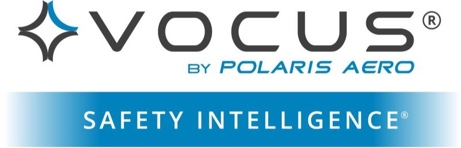 VOCUS®
BY POLARIS AERO
SAFETY INTELLIGENCE®